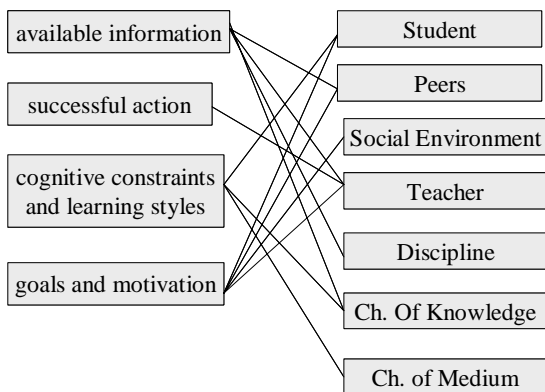 available information
successful action
cognitive constraints
and learning styles
goals and motivation
Student
Peers
Social Environment
Teacher
Discipline
Ch. Of Knowledge
Ch. of Medium